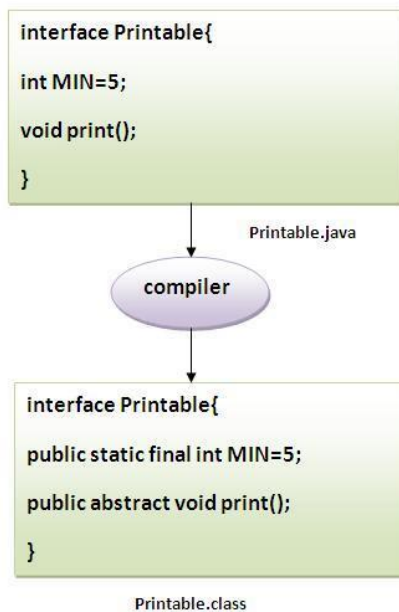 interface Printable{
int MIN=5;
void print();
}
Printable.java
compiler
interface Printable{
public static final int MIN=5;
public abstract void print();
}
Printable.class